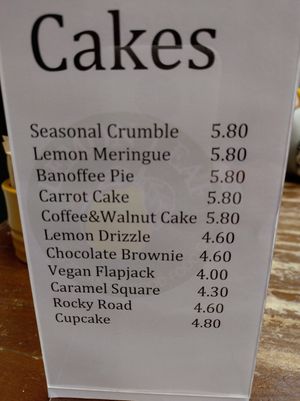 Cakes
Seasonal Crumble 5.80
Lemon Meringue 5.80
Banoffee Pie 5.80
Carrot Cake 5.80
Coffee&Walnut Cake 5.80
Lemon Drizzle 4.60
Chocolate Brownie 4.60
Vegan Flapjack 4.00
Caramel Square 4.30
Rocky Road 4.60
Cupcake 4.80